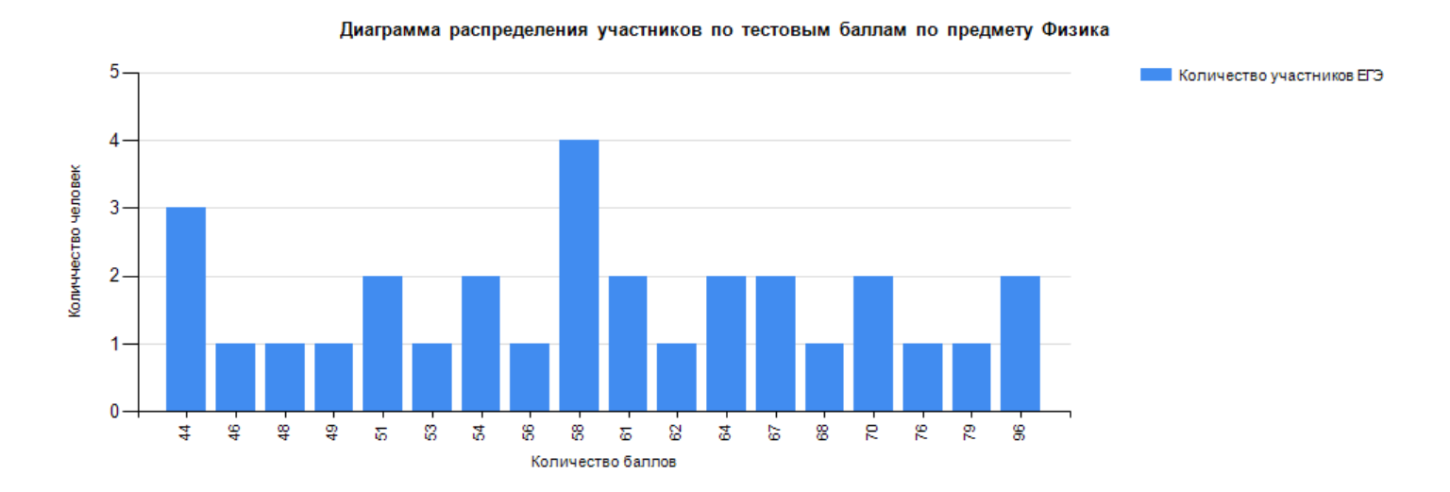 Диаграмма распределения участников по тестовым баллам по предмету Физика
Количество участников ЕГЭ
Количество человек
5
4
3
2
1
0
44 46 48 49 51 53 54 56 58 61 62 64 67 68 70 76 79 96
Количество баллов